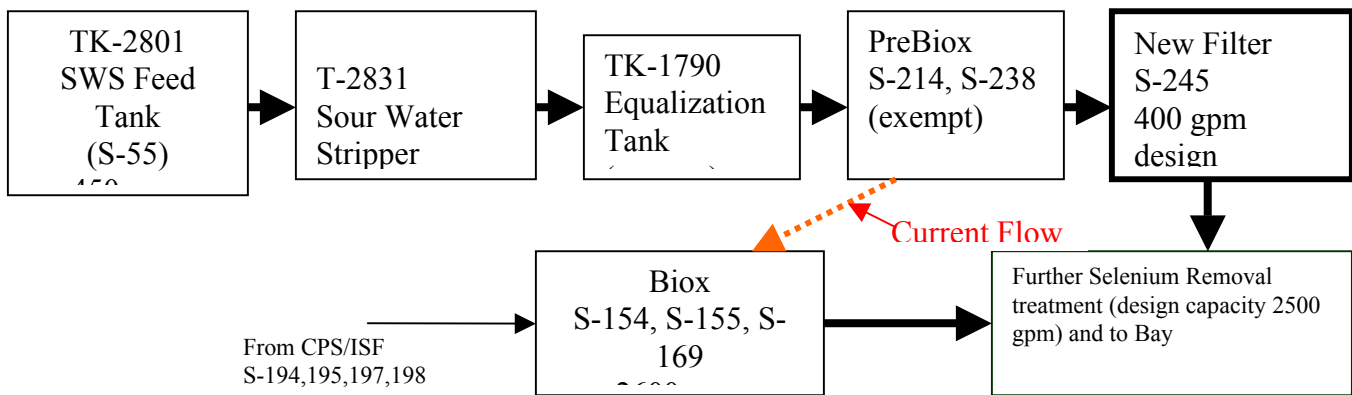 TK-2801
SWS Feed
Tank
(S-55)
T-2831
Sour Water
Stripper
TK-1790
Equalization
Tank
PreBiox
S-214, S-238
(exempt)
New Filter
S-245
400 gpm
design
Current Flow
From CPS/ISF
S-194,195,197,198
Biox
S-154, S-155, S-
169
Further Selenium Removal
treatment (design capacity 2500
gpm) and to Bay